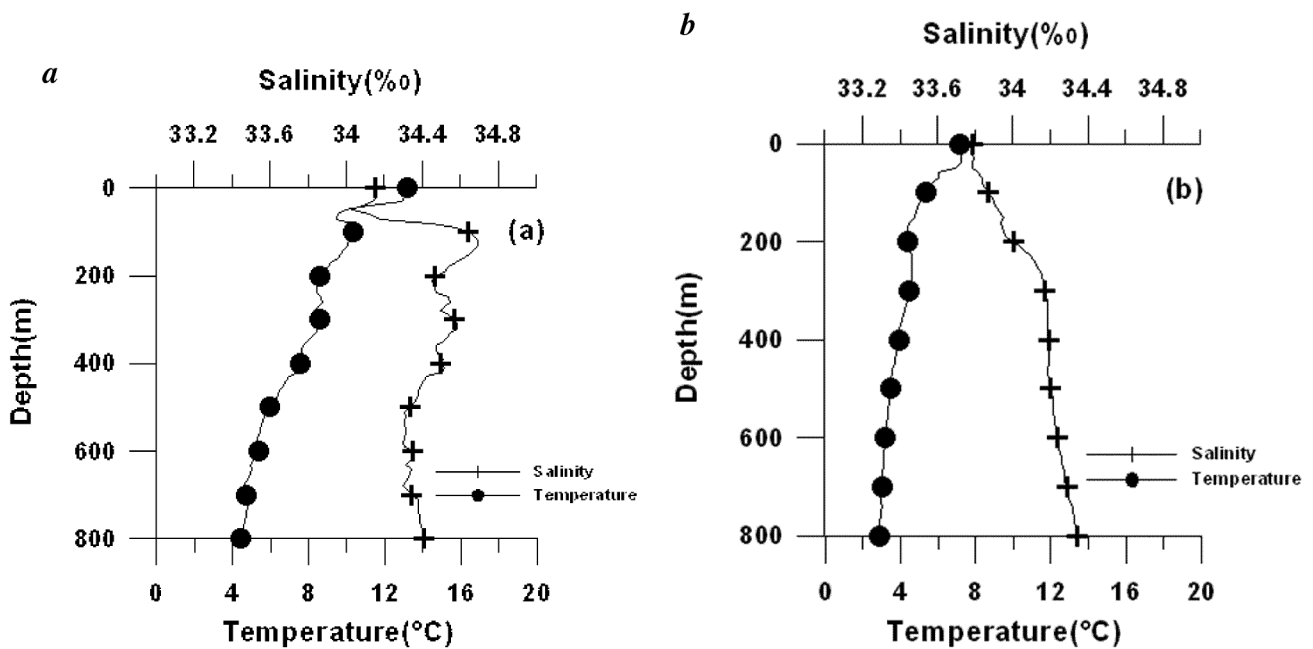 a
Salinity(%0)
33.2 33.6 34 34.4 34.8
0
200
400
600
800
Depth(m)
(a)
Salinity
Temperature
0 4 8 12 16 20
Temperature(°C)
b
Salinity(%0)
33.2 33.6 34 34.4 34.8
0
200
400
600
800
Depth(m)
(b)
Salinity
Temperature
0 4 8 12 16 20
Temperature(°C)